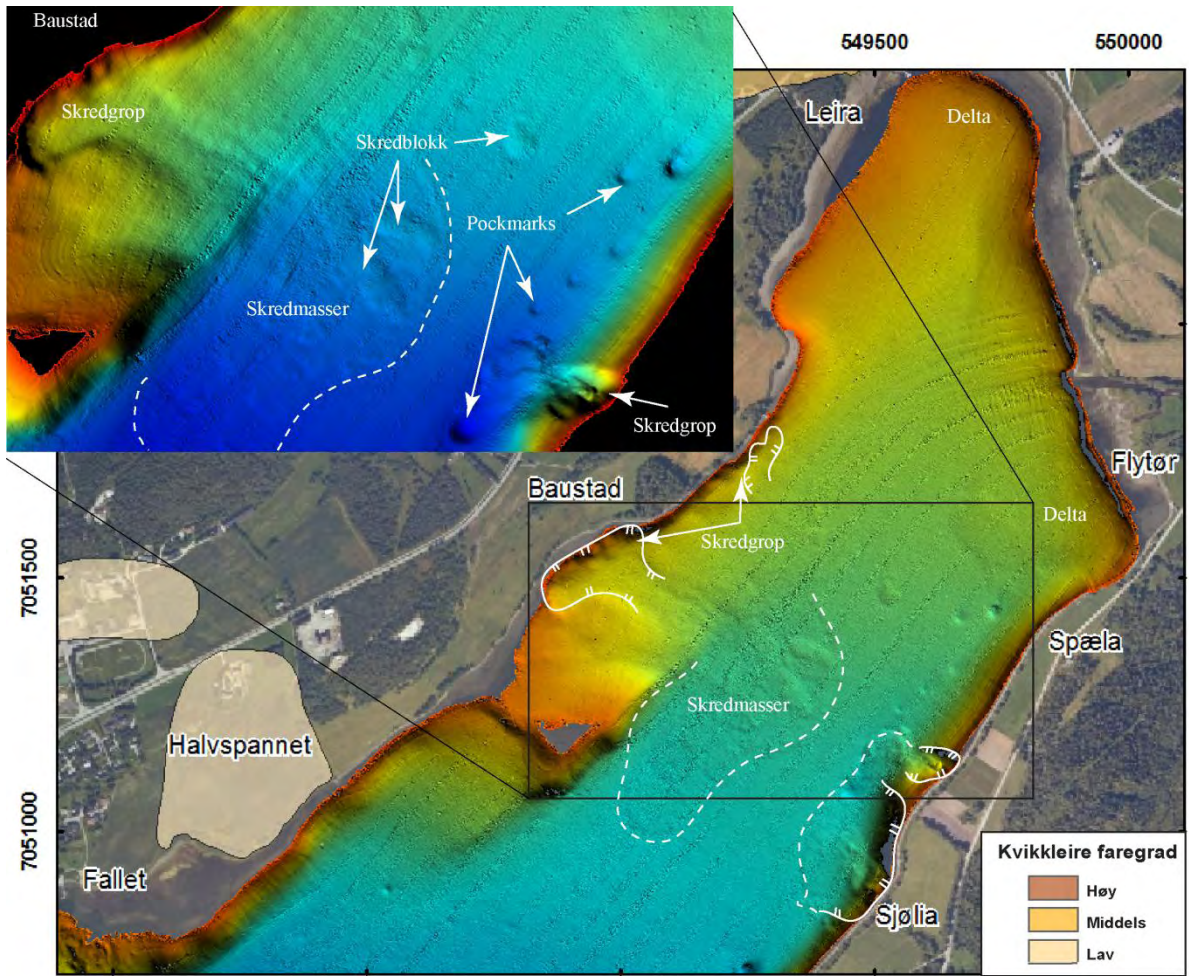 Baustad
Skredgrop
Skredblokk
Pockmarks
Skredmasser
Skredgrop
549500
550000
Leira
Delta
Flytør
Baustad
Delta
Skredgrop
7051500
Spæla
Skredmasser
Halvspannet
7051000
Fallet
Sjølia
Kvikkleire faregrad
Høy
Middels
Lav